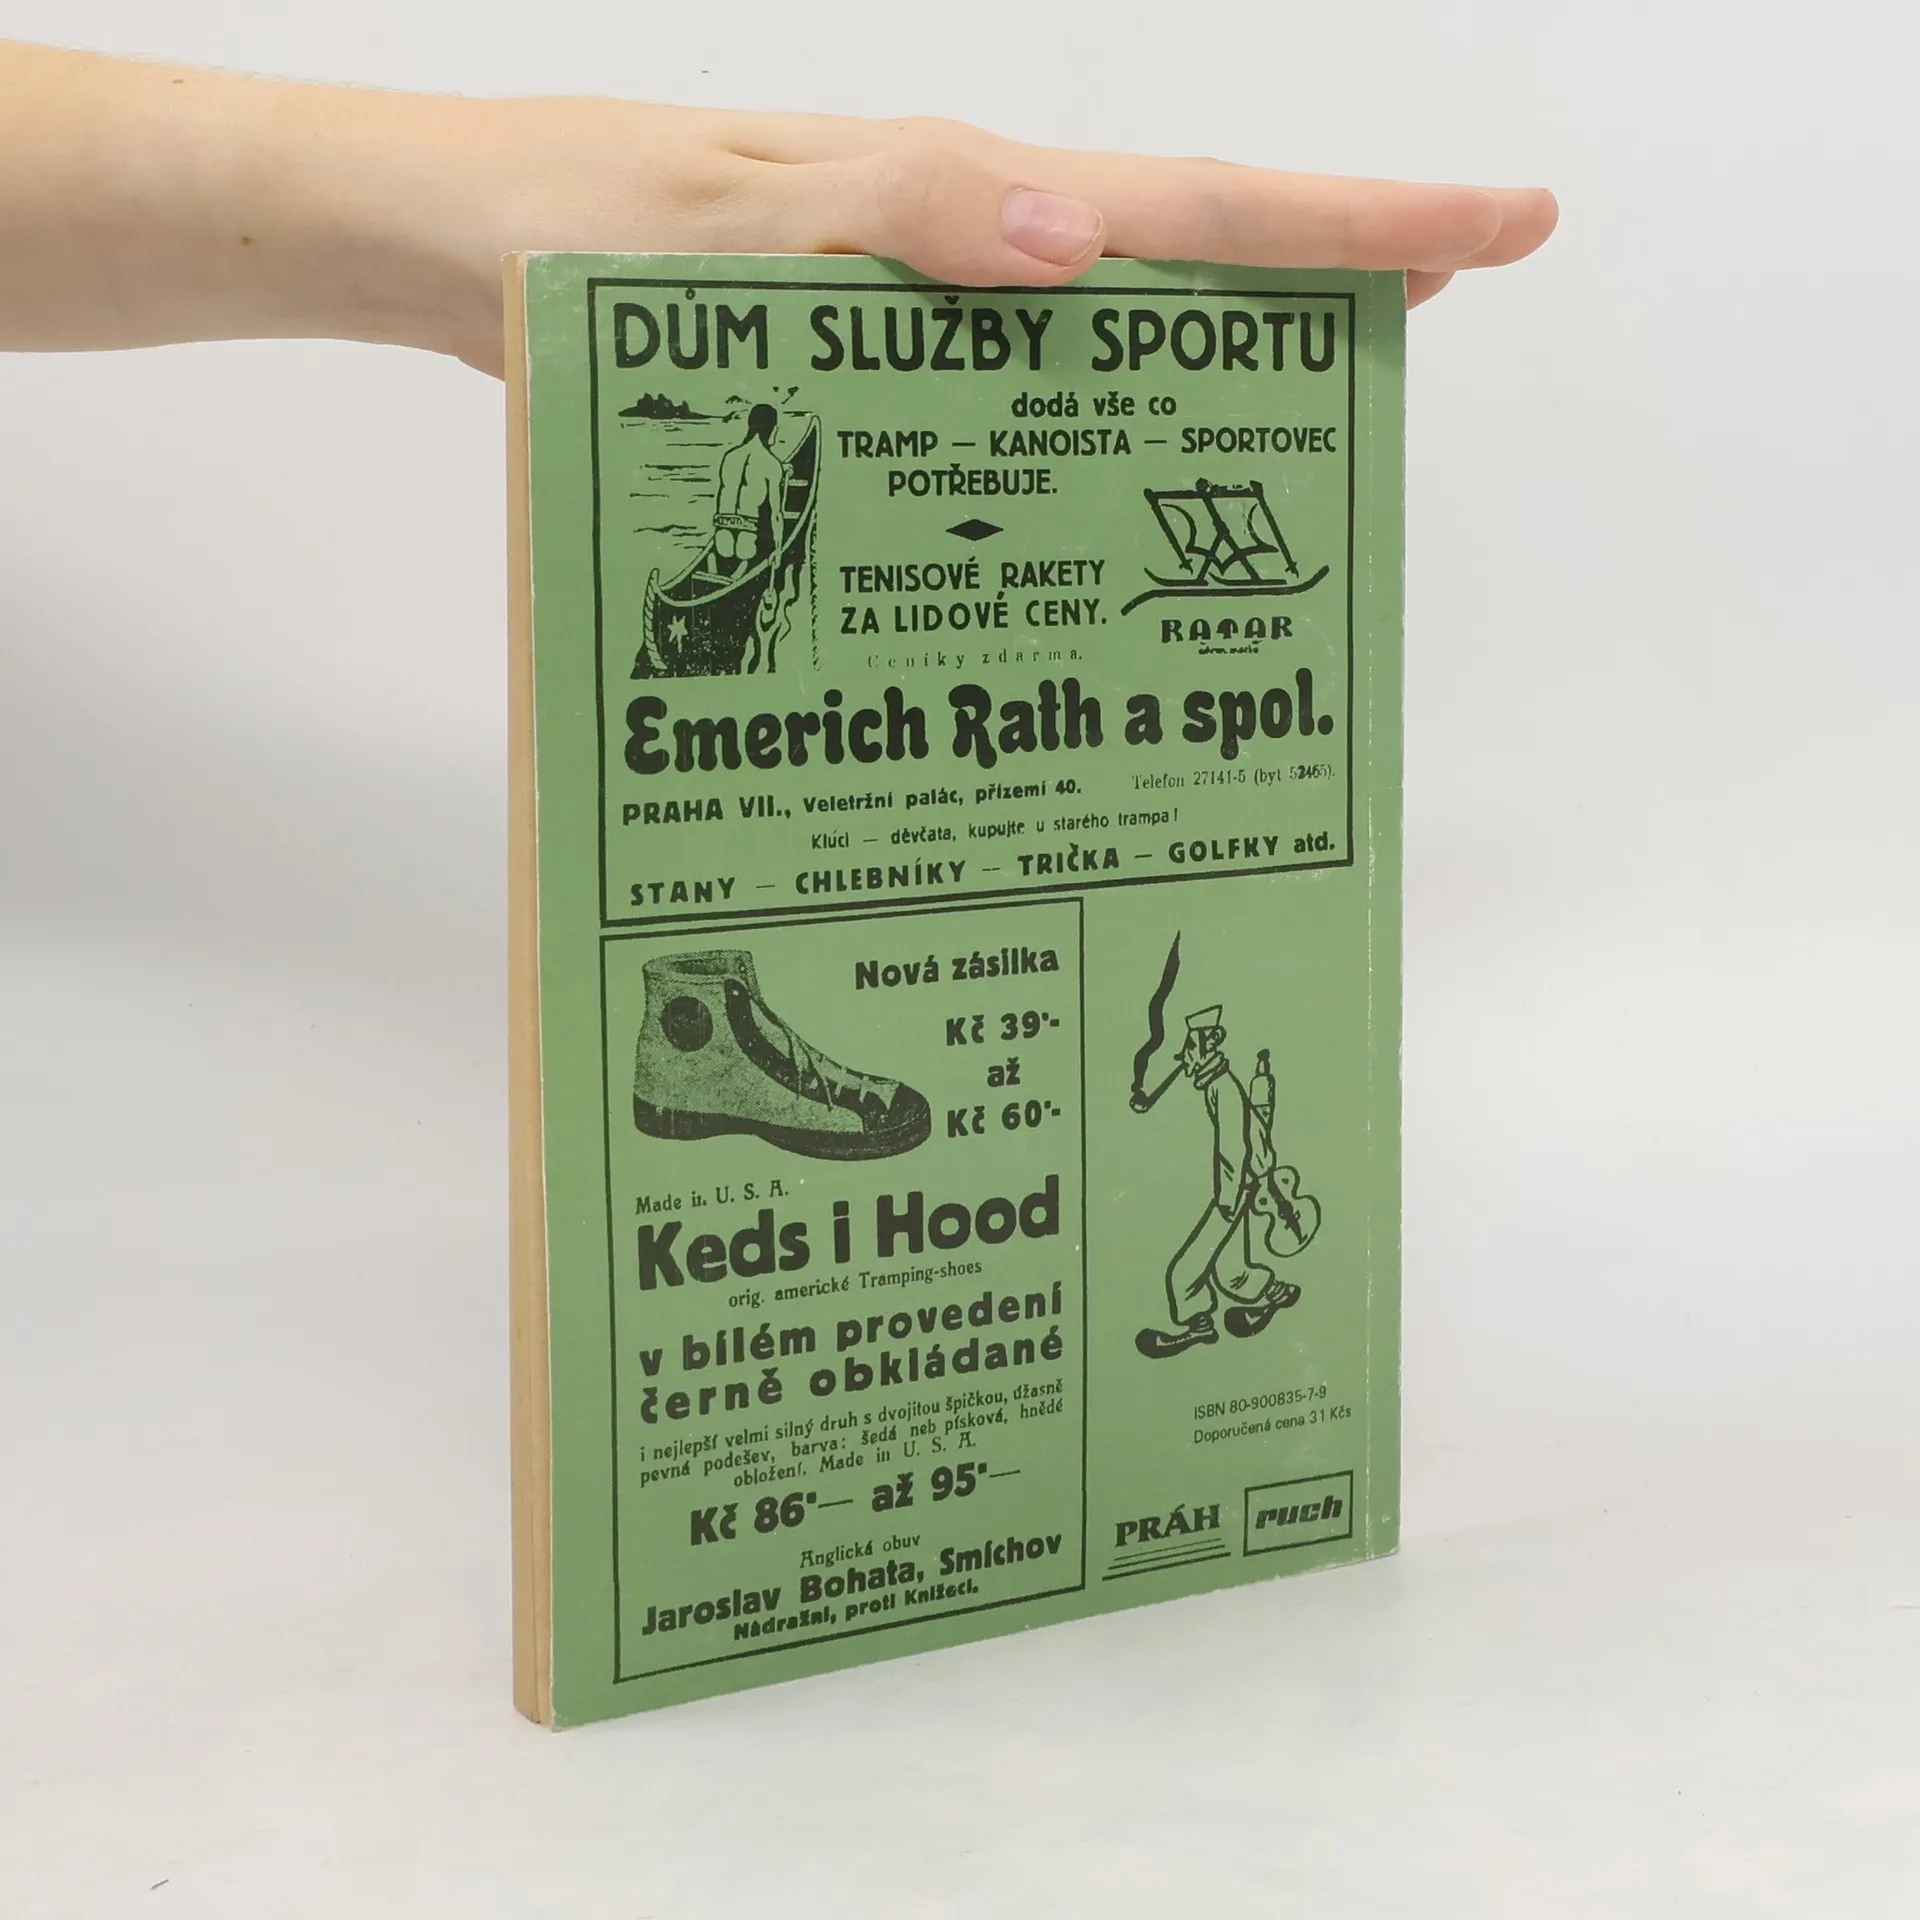 DŮM SLUŽBY SPORTU
dodá vše co
TRAMP — KANOISTA — SPORTOVEC
POTŘEBUJE.
TENISOVÉ RAKETY
ZA LIDOVÉ CENY.
Ceníky zdarma.
RATAR
Emerich Rath a spol.
PRAHA VII., Veletržní palác, přízemí 40.
Telefon 27141-5 (byt 52465).
Klúci — děvčata, kupujte u starého trampa!
STANY — CHLEBNÍKY — TRIČKA — GOLFKY atd.
Nová zásilka
Kč 39·-
až
Kč 60·-
Made in U. S. A.
Keds i Hood
orig. americké Tramping-shoes
v bílém provedení
černě obkládané
i nejlepší velmi silný druh s dvojitou špičkou, úžasně
pevná podešev, barva: šedá neb písková, hnědé
obložení. Made in U. S. A.
Kč 86·— až 95·—
Anglická obuv
Jaroslav Bohata, Smíchov
Nádražní, proti Knížecí.
ISBN 80-900835-7-9
Doporučená cena 31 Kčs
PRÁH
ruch